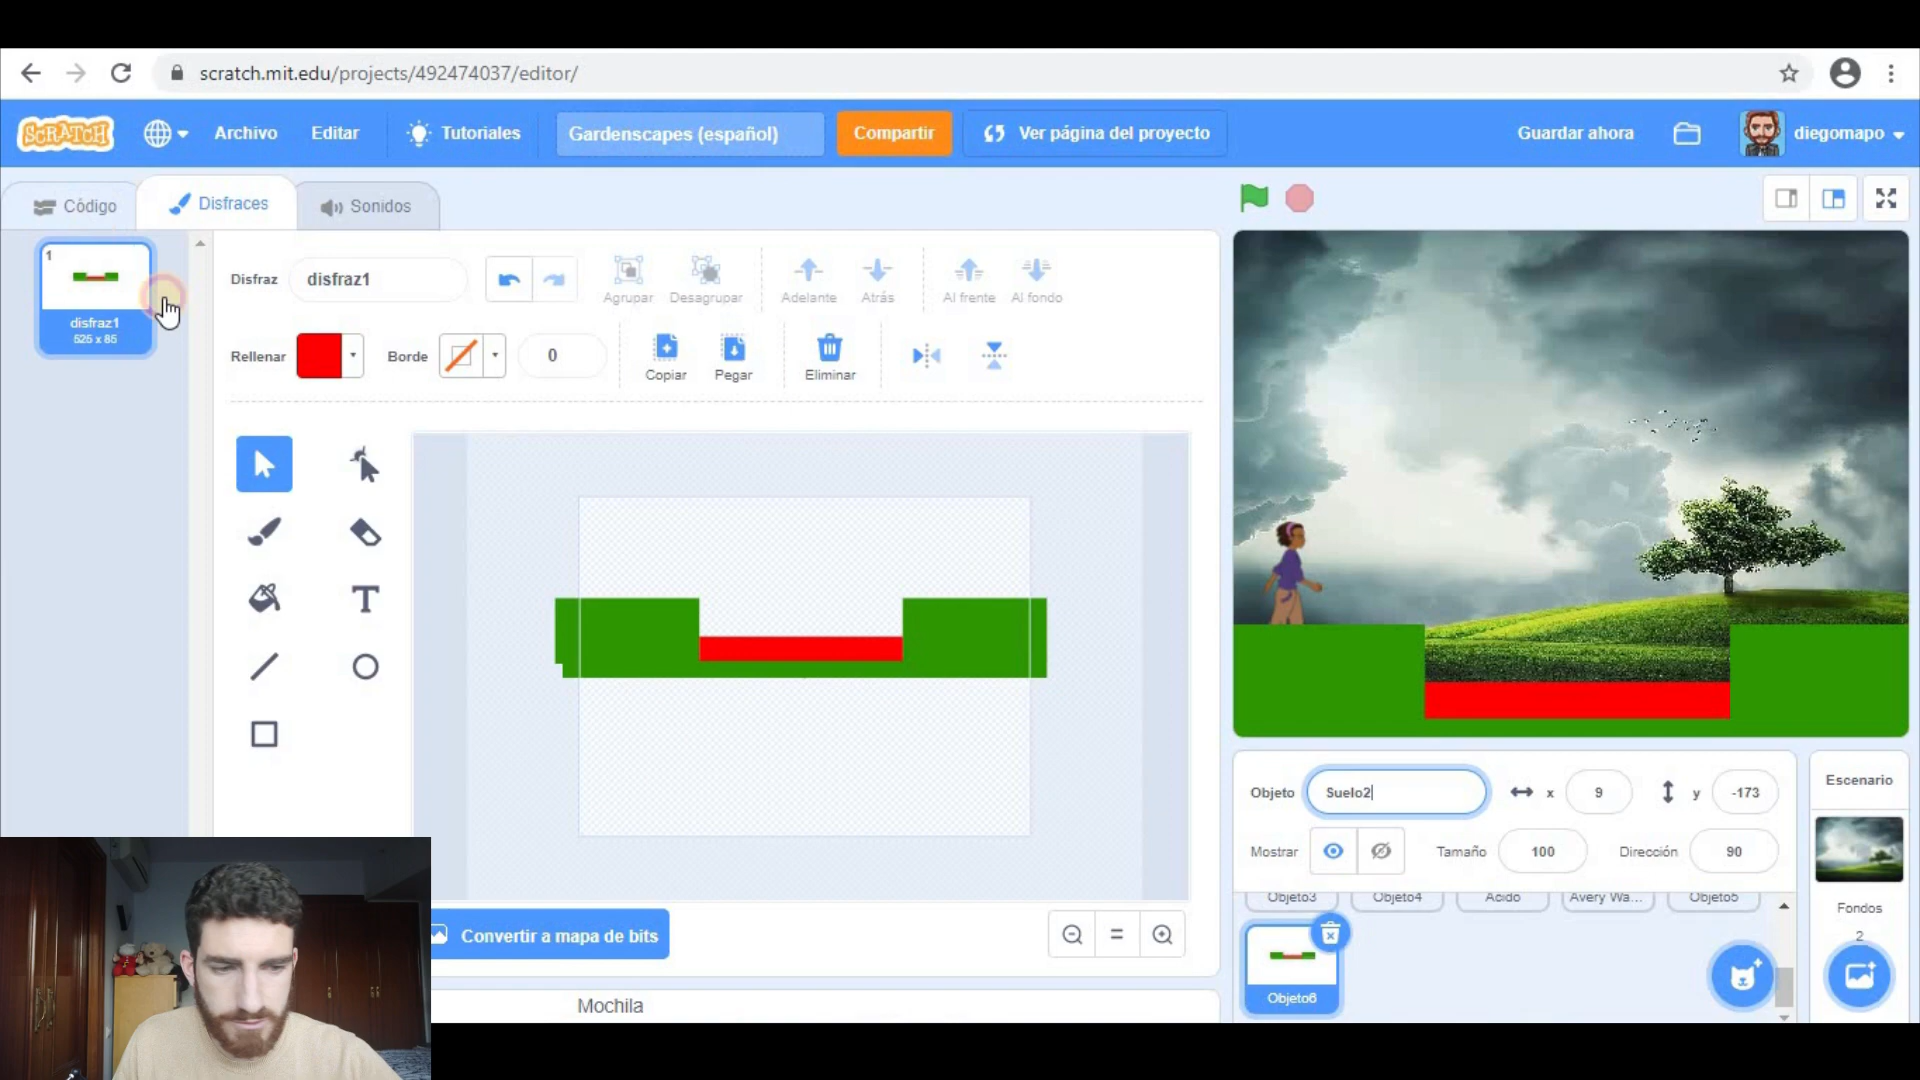 scratch.mit.edu/projects/492474037/editor/
SCRATCH
Archivo
Editar
Tutoriales
Gardenscapes (español)
Compartir
Ver página del proyecto
Guardar ahora
diegomapo
Código
Disfraces
Sonidos
1
disfraz1
525 x 85
Disfraz
disfraz1
Agrupar
Desagrupar
Adelante
Atrás
Al frente
Al fondo
Rellenar
Borde
0
Copiar
Pegar
Eliminar
T
Convertir a mapa de bits
=
Mochila
Objeto
Suelo2
x
9
y
-173
Mostrar
Tamaño
100
Dirección
90
Objeto3
Objeto4
Acido
Avery Wa...
Objeto5
Objeto6
Escenario
Fondos
2